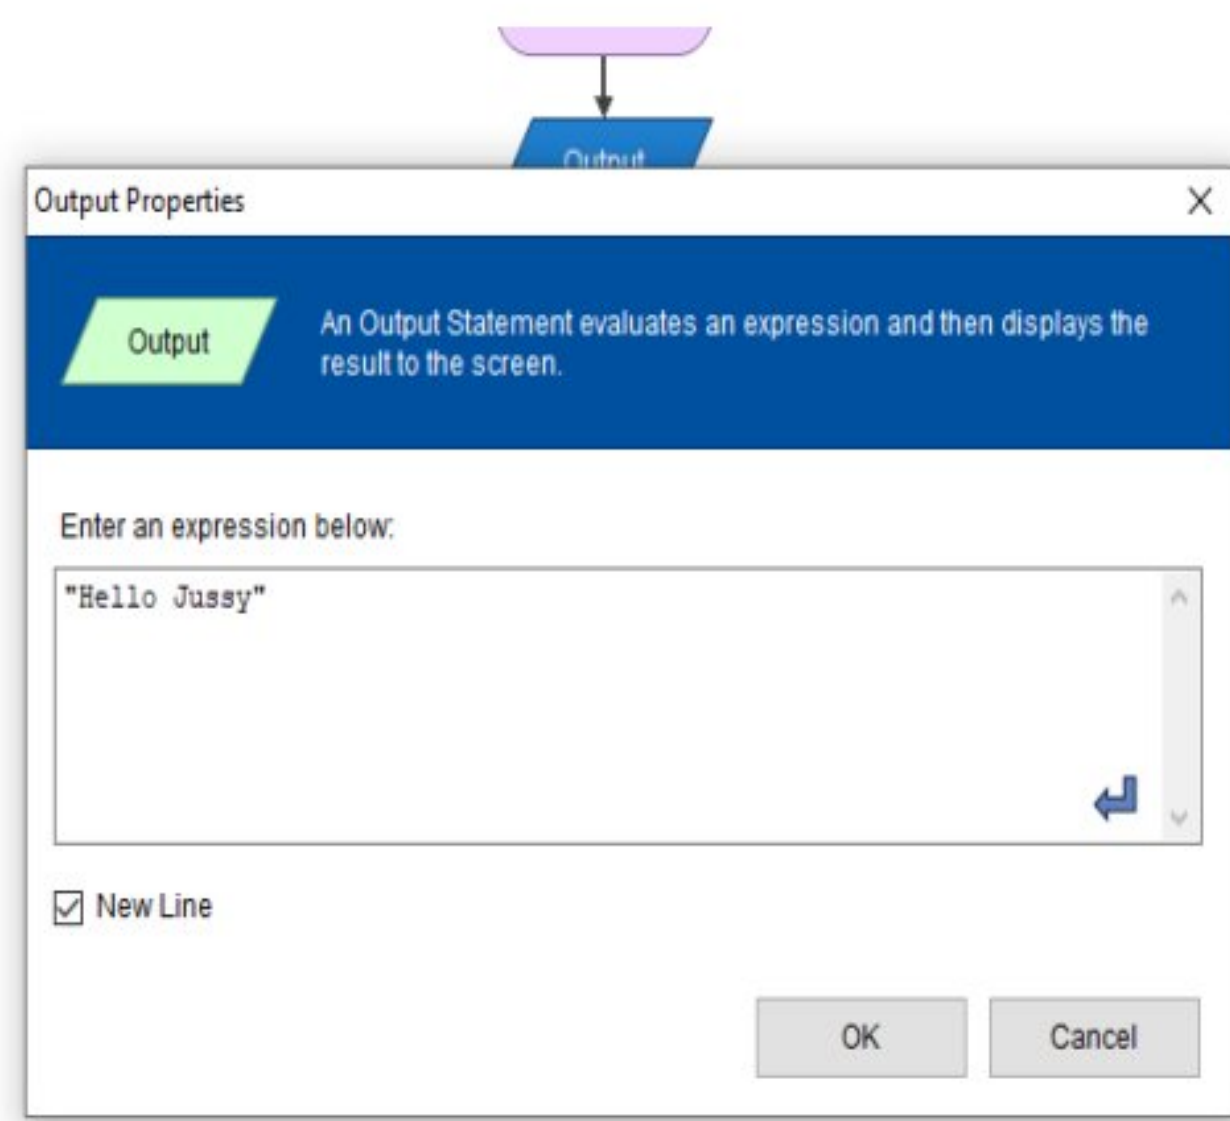 Output
Output Properties
Output
An Output Statement evaluates an expression and then displays the
result to the screen.
Enter an expression below:
"Hello Jussy"
New Line
OK
Cancel